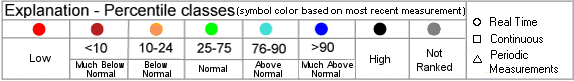 Explanation - Percentile classes (symbol color based on most recent measurement)
Low
<10
Much Below
Normal
10-24
Below
Normal
25-75
Normal
76-90
Above
Normal
>90
Much Above
Normal
High
Not
Ranked
Real Time
Continuous
Periodic
Measurements